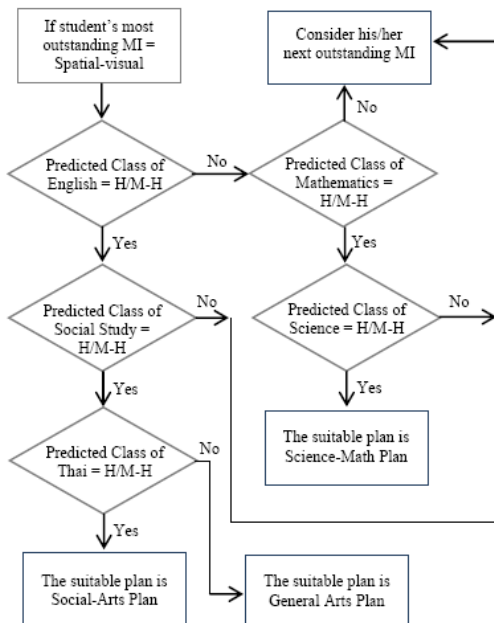 If student's most
outstanding MI =
Spatial-visual
Consider his/her
next outstanding MI
No
Predicted Class of
English = H/M-H
No
Predicted Class of
Mathematics =
H/M-H
Yes
Yes
Predicted Class of
Social Study =
H/M-H
No
Predicted Class of
Science = H/M-H
No
Yes
Yes
Predicted Class of
Thai = H/M-H
No
The suitable plan is
Science-Math Plan
Yes
The suitable plan is
Social-Arts Plan
The suitable plan is
General Arts Plan